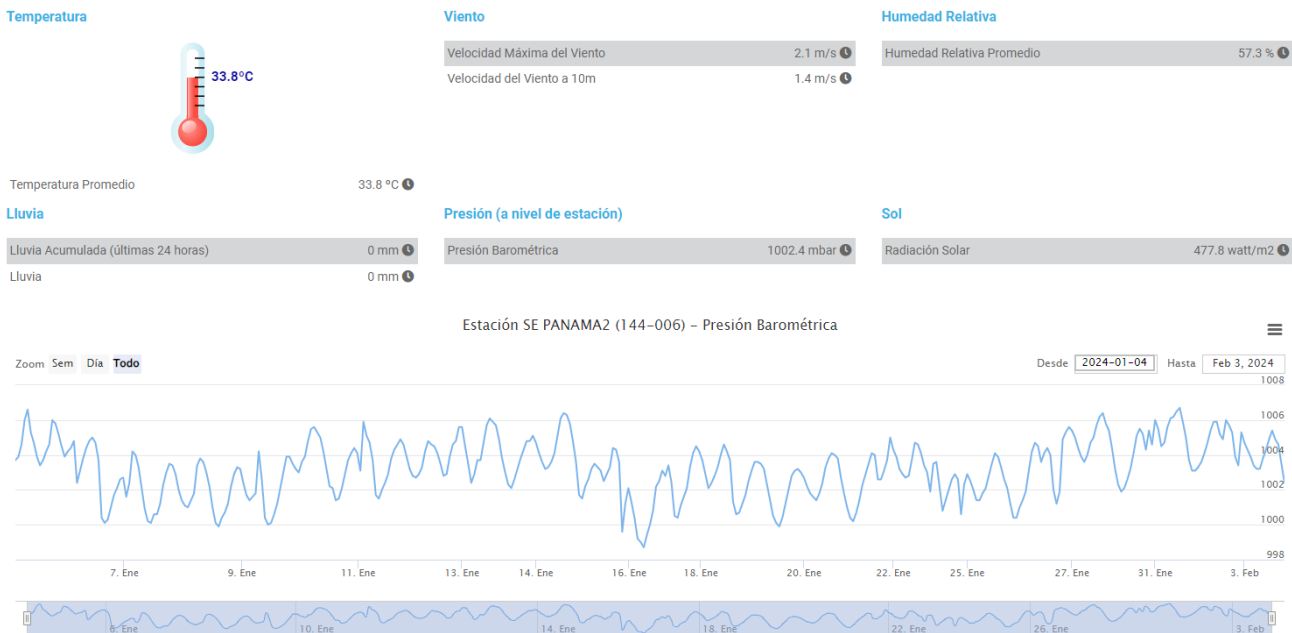 Temperatura
33.8ºC
Temperatura Promedio 33.8 ºC
Viento
Velocidad Máxima del Viento 2.1 m/s
Velocidad del Viento a 10m 1.4 m/s
Humedad Relativa
Humedad Relativa Promedio 57.3 %
Lluvia
Lluvia Acumulada (últimas 24 horas) 0 mm
Lluvia 0 mm
Presión (a nivel de estación)
Presión Barométrica 1002.4 mbar
Sol
Radiación Solar 477.8 watt/m2
Estación SE PANAMA2 (144-006) - Presión Barométrica
Zoom Sem Día Todo Desde 2024-01-04 Hasta Feb 3, 2024
1008
1006
1004
1002
1000
998
7. Ene 9. Ene 11. Ene 13. Ene 14. Ene 16. Ene 18. Ene 20. Ene 22. Ene 25. Ene 27. Ene 31. Ene 3. Feb
6. Ene 10. Ene 14. Ene 18. Ene 22. Ene 26. Ene 3. Feb